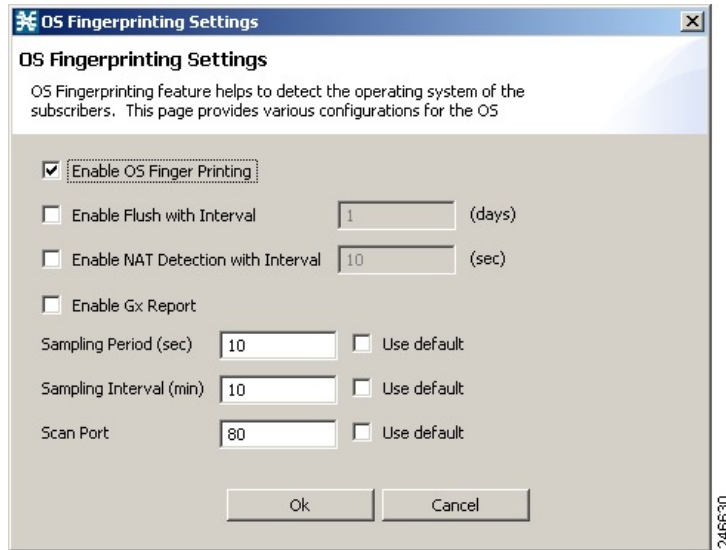 OS Fingerprinting Settings
OS Fingerprinting Settings
OS Fingerprinting feature helps to detect the operating system of the
subscribers. This page provides various configurations for the OS
Enable OS Finger Printing
Enable Flush with Interval 1 (days)
Enable NAT Detection with Interval 10 (sec)
Enable Gx Report
Sampling Period (sec) 10 Use default
Sampling Interval (min) 10 Use default
Scan Port 80 Use default
Ok Cancel
246630